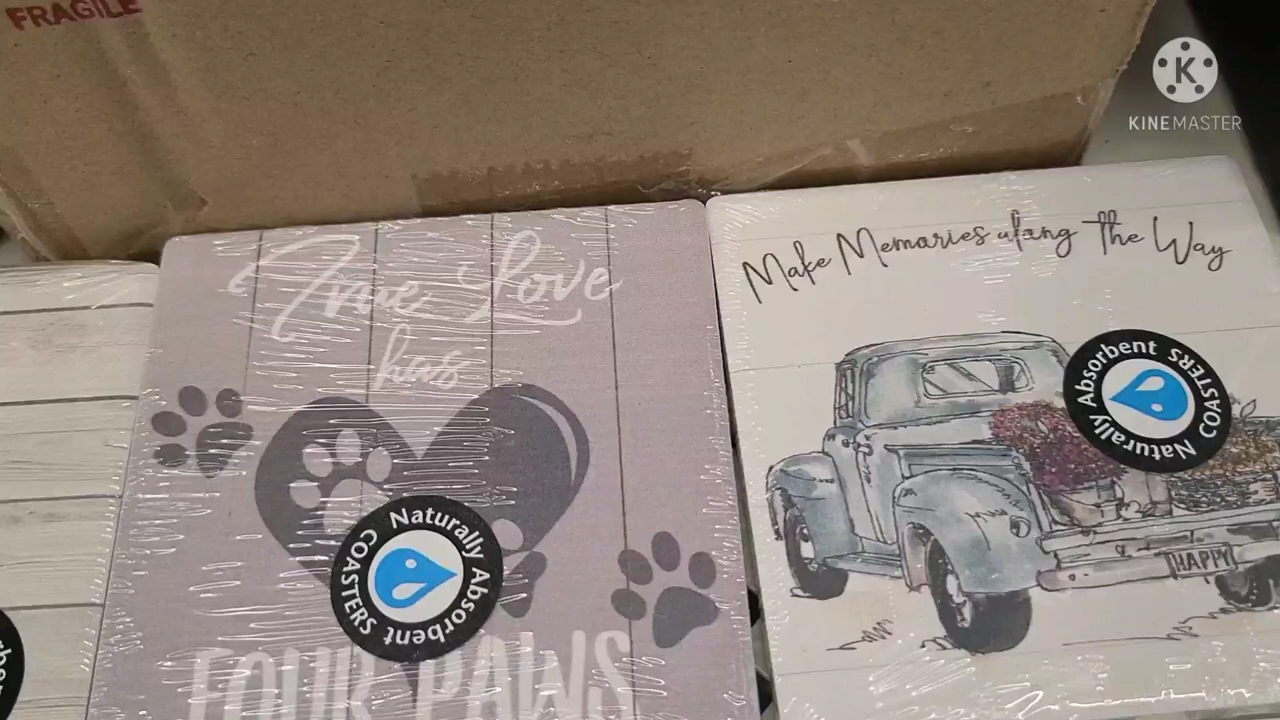 FRAGILE
KINEMASTER
True Love
has
FOUR PAWS
Naturally Absorbent
COASTERS
Make Memories along The Way
Naturally Absorbent
COASTERS
HAPPY